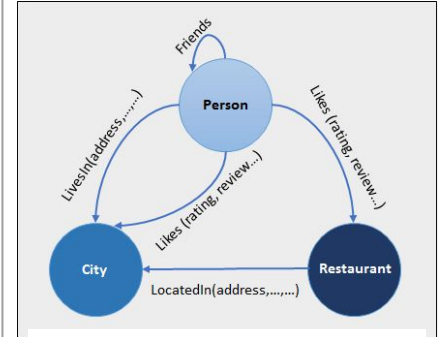 Friends
Person
LivesIn(address,...,...)
Likes (rating, review...)
Likes (rating, review...)
City
Restaurant
LocatedIn(address,...,...)